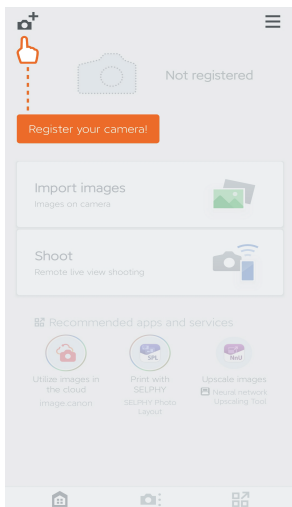 Not registered
Register your camera!
Import images
Images on camera
Shoot
Remote live view shooting
Recommended apps and services
SPL
NnU
Utilize images in
the cloud
image.canon
Print with
SELPHY
SELPHY Photo
Layout
Upscale images
Neural network
Upscaling Tool